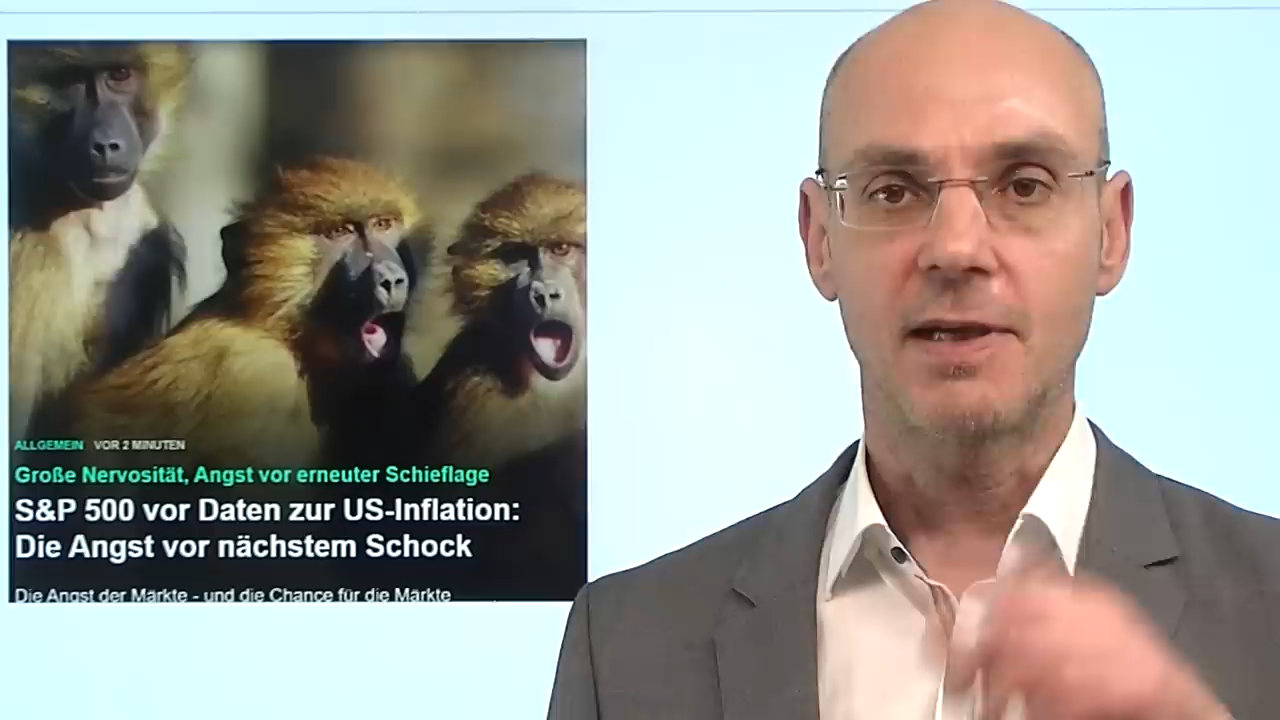 ALLGEMEIN VOR 2 MINUTEN
Große Nervosität, Angst vor erneuter Schieflage
S&P 500 vor Daten zur US-Inflation:
Die Angst vor nächstem Schock
Die Angst der Märkte - und die Chance für die Märkte